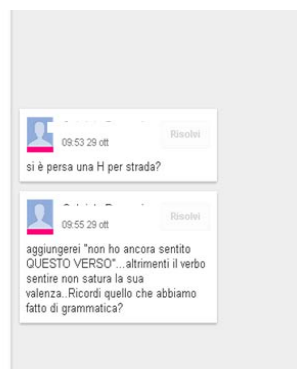 Risolvi
09:53 29 ott
si è persa una H per strada?
Risolvi
09:55 29 ott
aggiungerei "non ho ancora sentito
QUESTO VERSO"...altrimenti il verbo
sentire non satura la sua
valenza..Ricordi quello che abbiamo
fatto di grammatica?